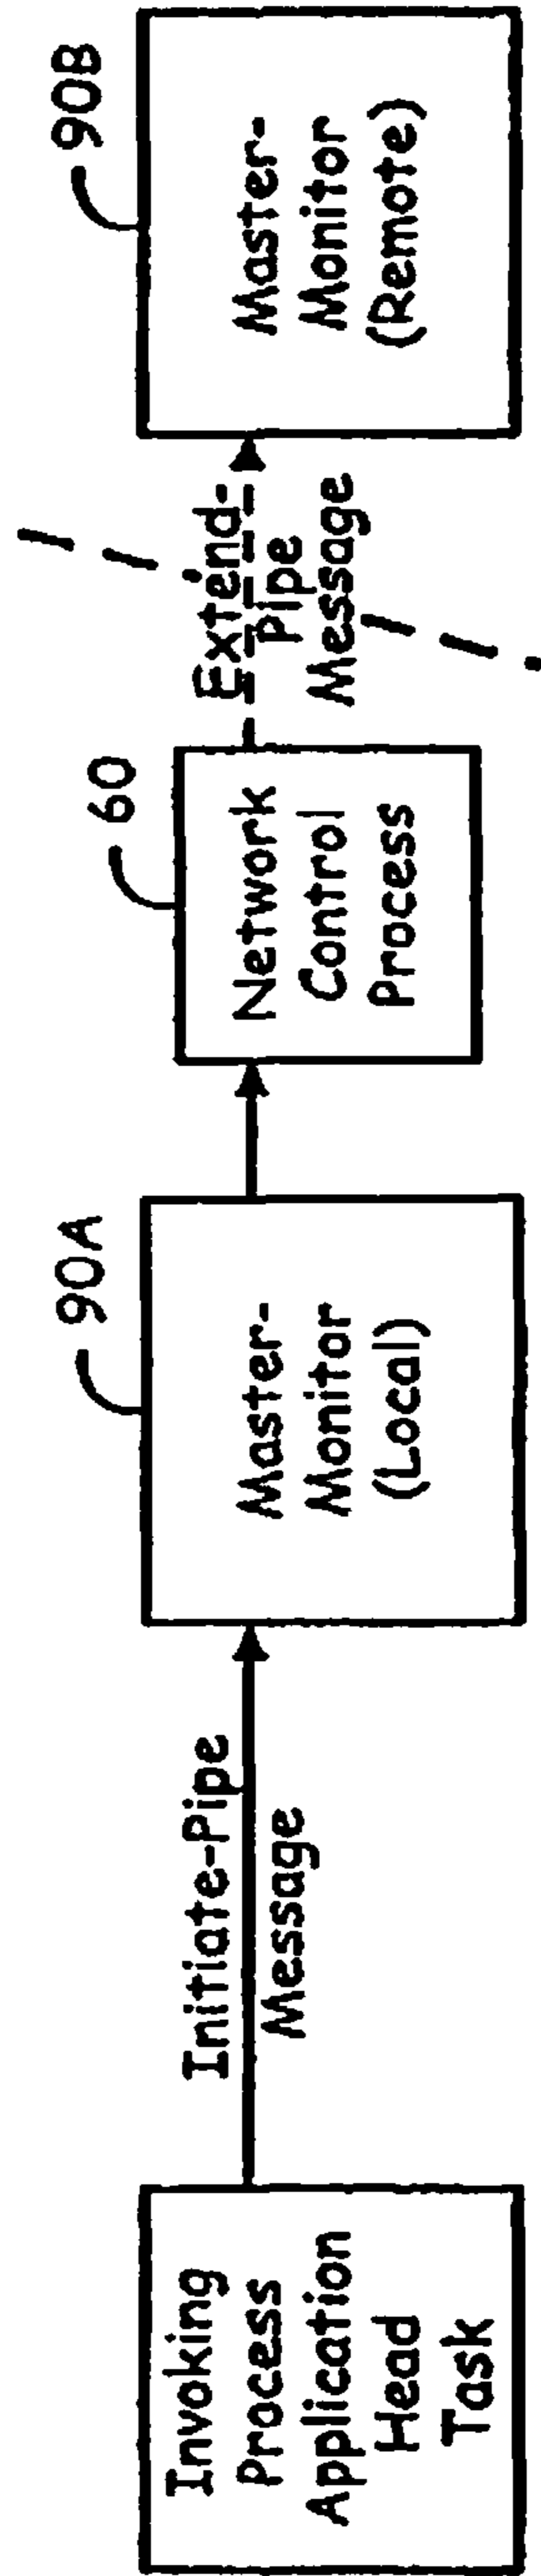 Invoking
Process
Application
Head
Task
Initiate-Pipe
Message
90A
Master-
Monitor
(Local)
60
Network
Control
Process
Extend-
Pipe
Message
90B
Master-
Monitor
(Remote)